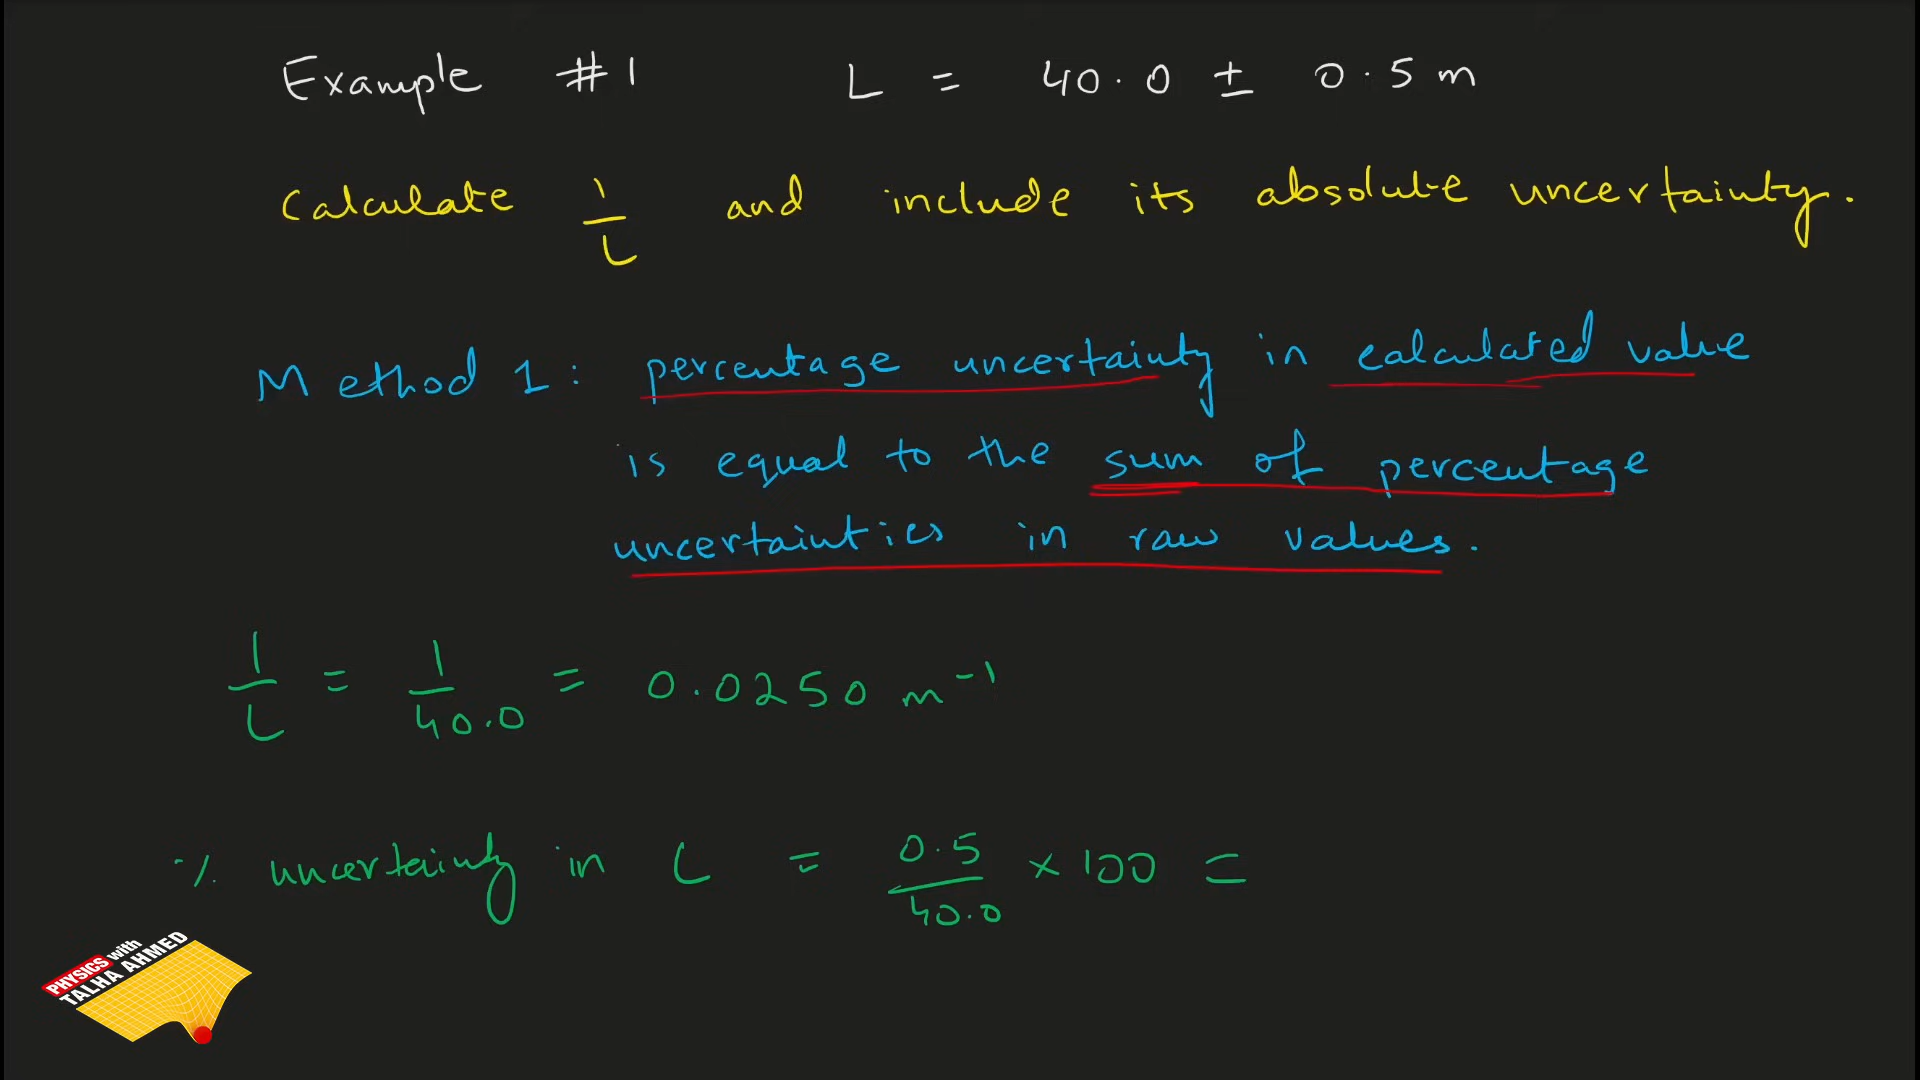 Example #1 L = 40.0 ± 0.5 m
Calculate 1/L and include its absolute uncertainty.
Method 1: percentage uncertainty in calculated value
is equal to the sum of percentage
uncertainties in raw values.
1/L = 1/40.0 = 0.0250 m⁻¹
% uncertainty in L = 0.5/40.0 × 100 =
PHYSICS with
TALHA AHMED